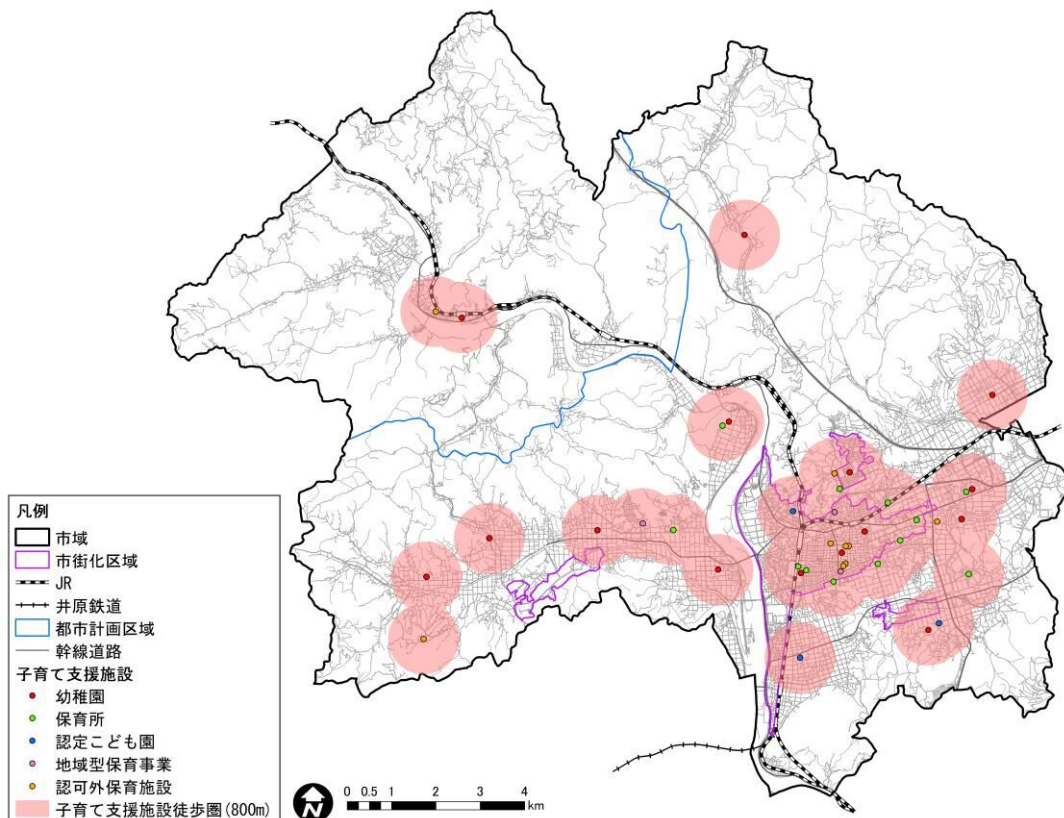 凡例
市域
市街化区域
JR
井原鉄道
都市計画区域
幹線道路
子育て支援施設
幼稚園
保育所
認定こども園
地域型保育事業
認可外保育施設
子育て支援施設徒歩圏(800m)
0 0.5 1 2 3 4
km